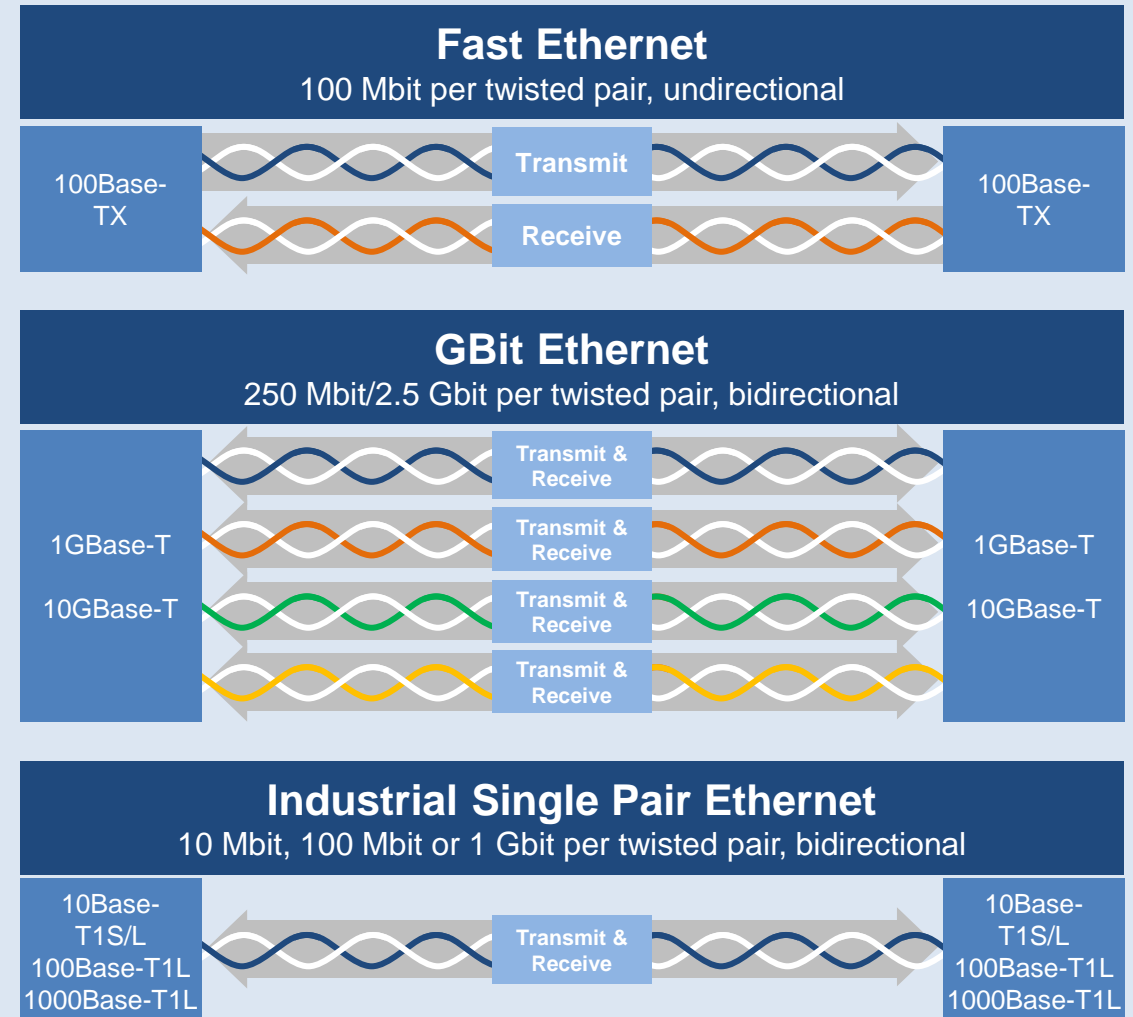 Fast Ethernet
100 Mbit per twisted pair, undirectional
100Base-
TX
Transmit
Receive
100Base-
TX
GBit Ethernet
250 Mbit/2.5 Gbit per twisted pair, bidirectional
1GBase-T
10GBase-T
Transmit &
Receive
Transmit &
Receive
Transmit &
Receive
Transmit &
Receive
1GBase-T
10GBase-T
Industrial Single Pair Ethernet
10 Mbit, 100 Mbit or 1 Gbit per twisted pair, bidirectional
10Base-
T1S/L
100Base-T1L
1000Base-T1L
Transmit &
Receive
10Base-
T1S/L
100Base-T1L
1000Base-T1L